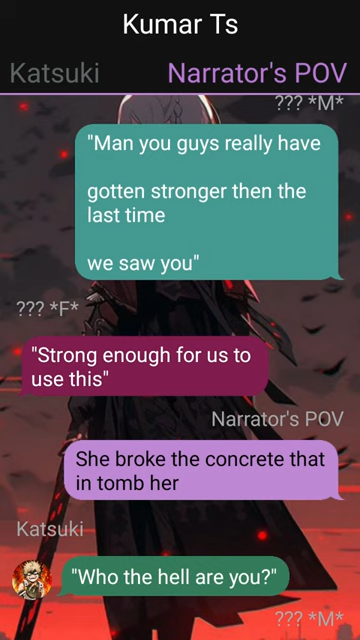 Kumar Ts
Katsuki
Narrator's POV
??? *M*
"Man you guys really have
gotten stronger then the
last time
we saw you"
??? *F*
"Strong enough for us to
use this"
Narrator's POV
She broke the concrete that
in tomb her
Katsuki
"Who the hell are you?"
??? *M*